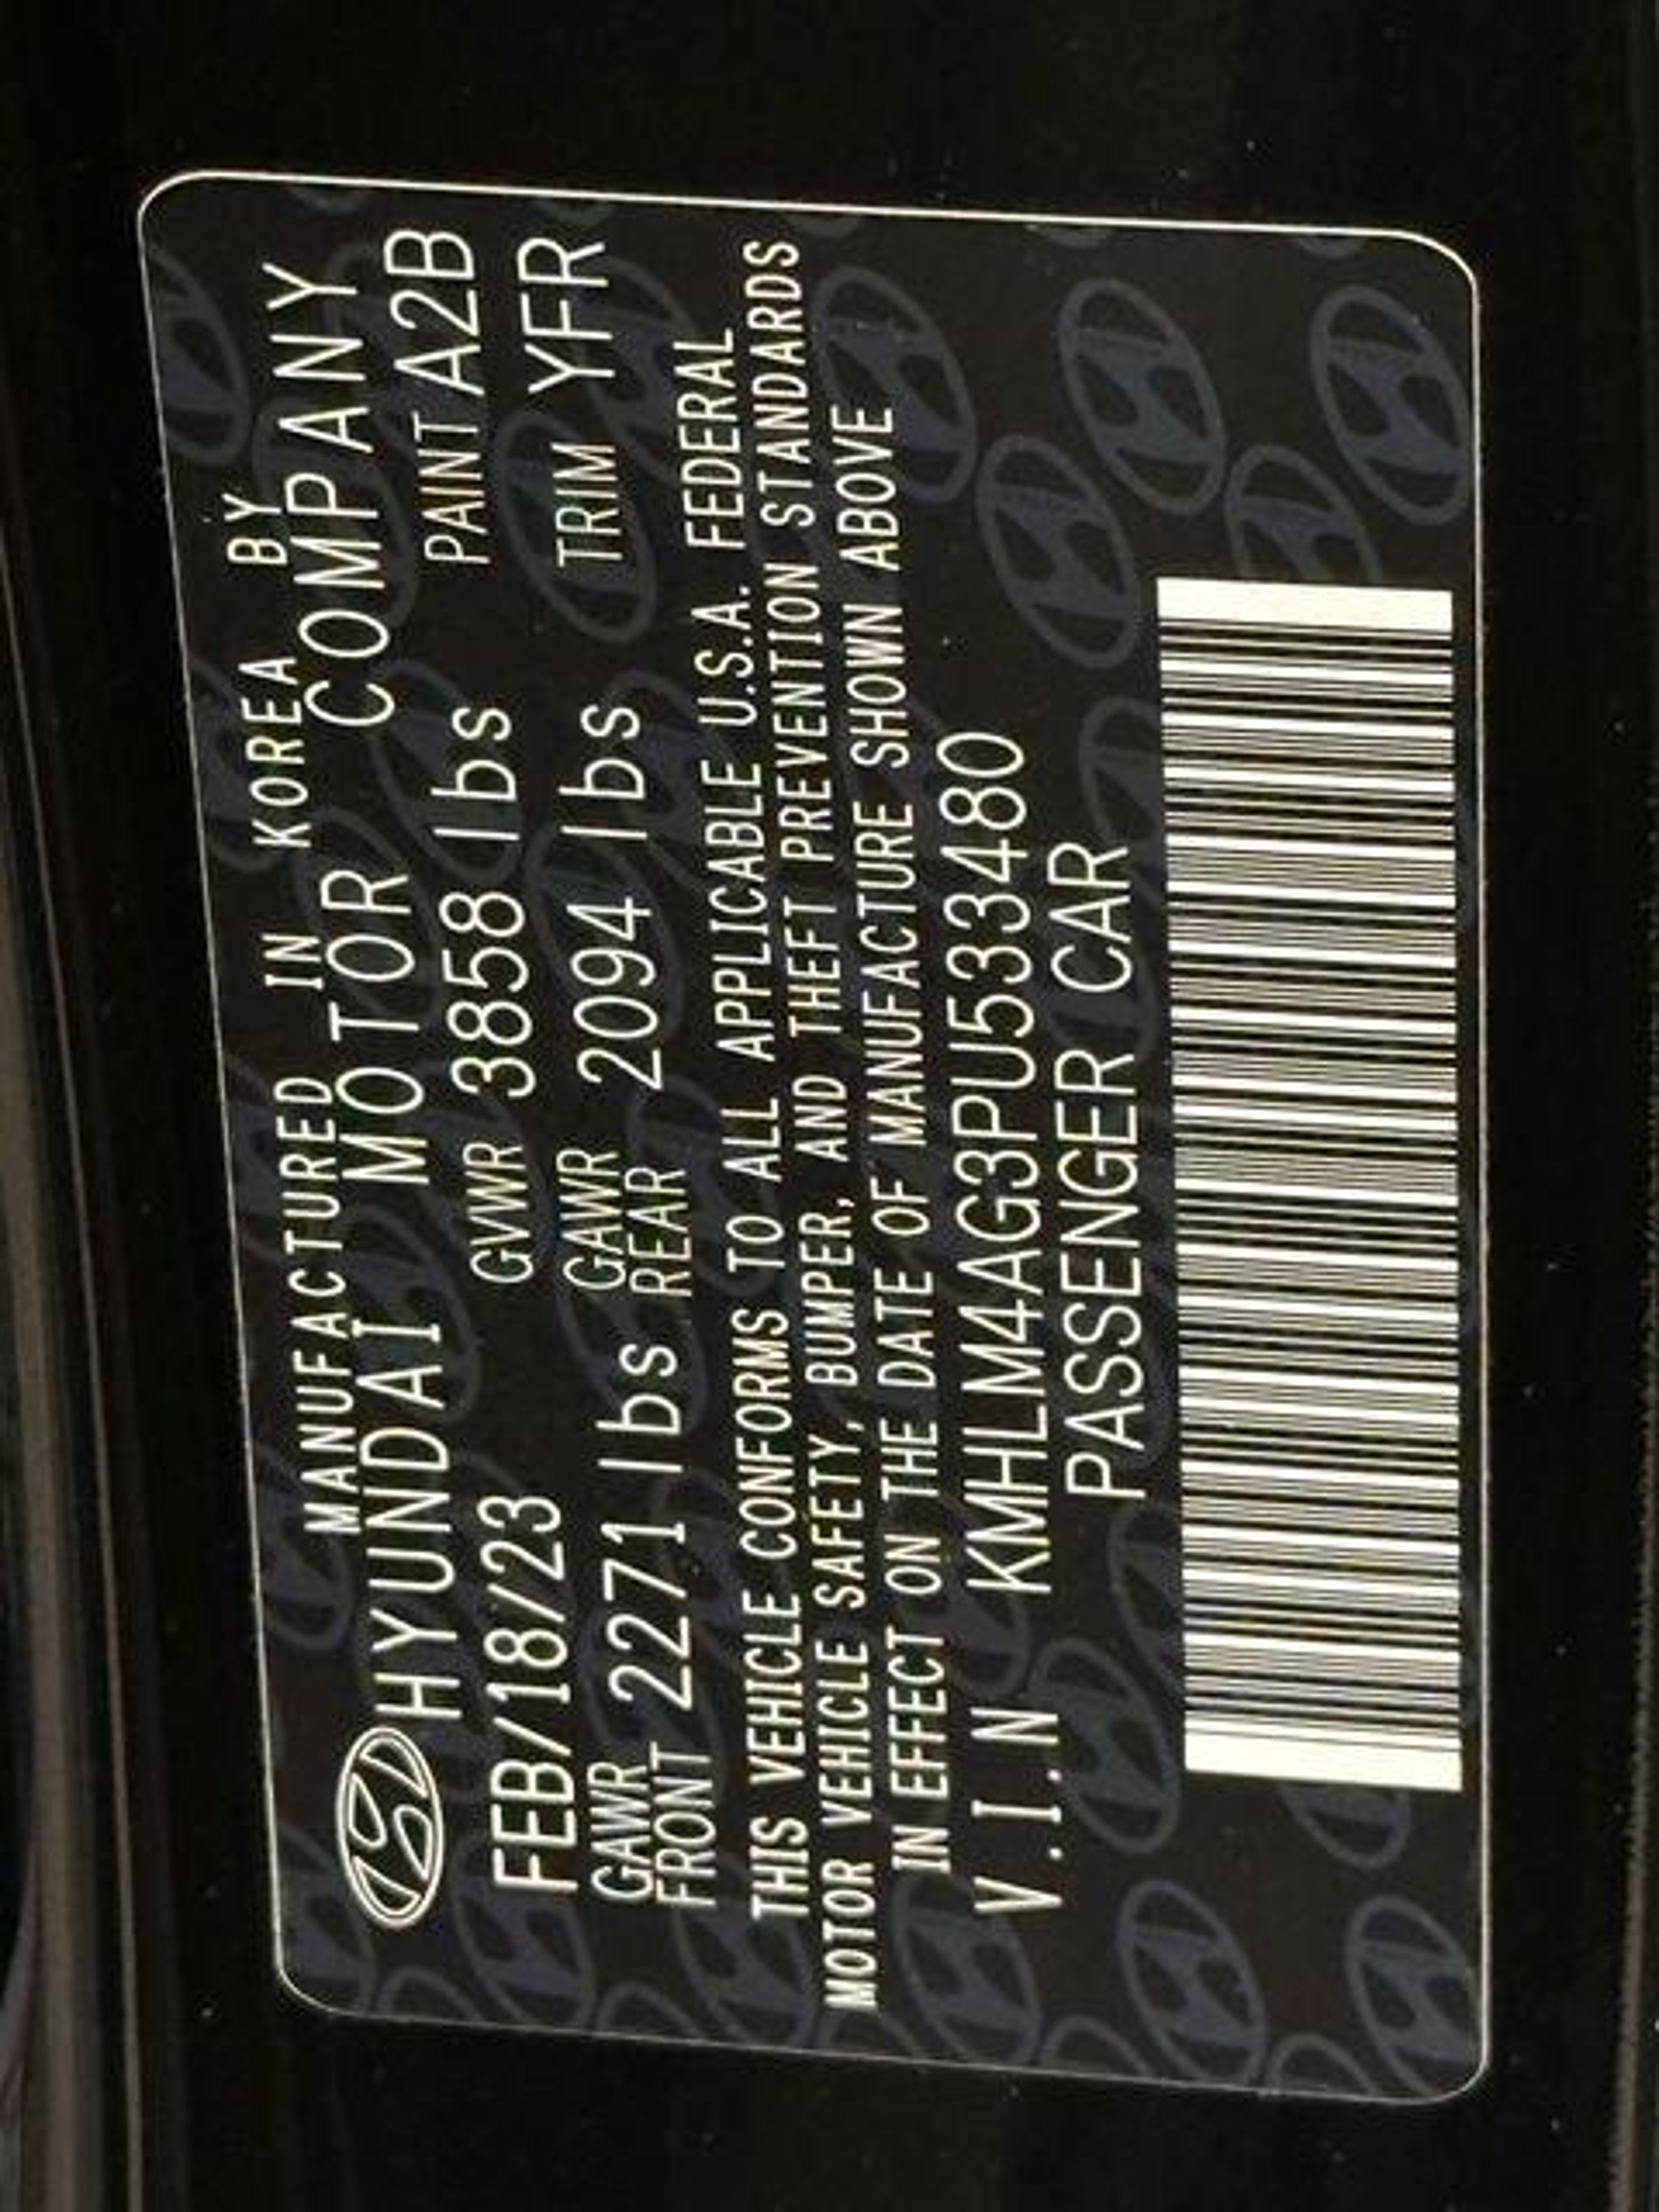 MANUFACTURED IN KOREA BY
HYUNDAI MOTOR COMPANY
FEB/18/23 GVWR 3858 lbs PAINT A2B
GAWR FRONT 2271 lbs GAWR REAR 2094 lbs TRIM YFR
THIS VEHICLE CONFORMS TO ALL APPLICABLE U.S.A. FEDERAL
MOTOR VEHICLE SAFETY, BUMPER, AND THEFT PREVENTION STANDARDS
IN EFFECT ON THE DATE OF MANUFACTURE SHOWN ABOVE
V.I.N KMHLM4AG3PU533480
PASSENGER CAR